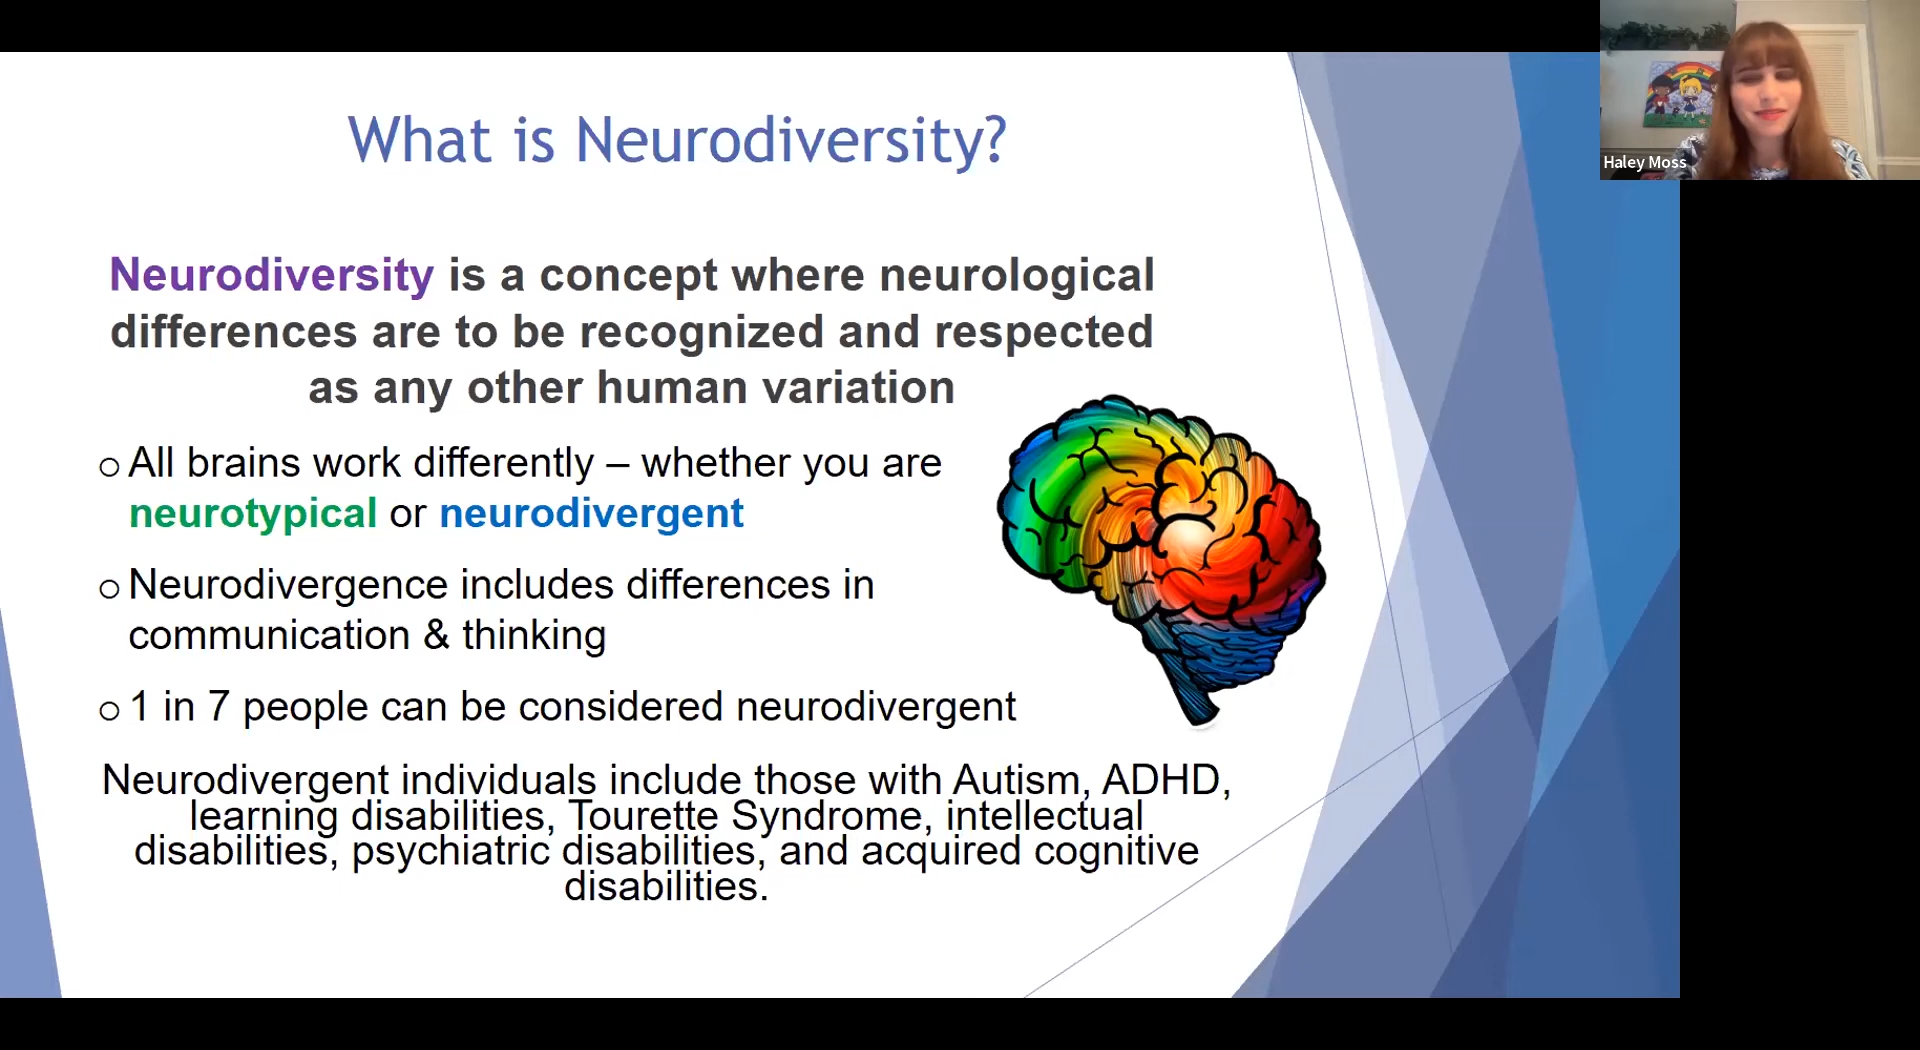 What is Neurodiversity?
Haley Moss
Neurodiversity is a concept where neurological
differences are to be recognized and respected
as any other human variation
o All brains work differently – whether you are
neurotypical or neurodivergent
o Neurodivergence includes differences in
communication & thinking
o 1 in 7 people can be considered neurodivergent
Neurodivergent individuals include those with Autism, ADHD,
learning disabilities, Tourette Syndrome, intellectual
disabilities, psychiatric disabilities, and acquired cognitive
disabilities.